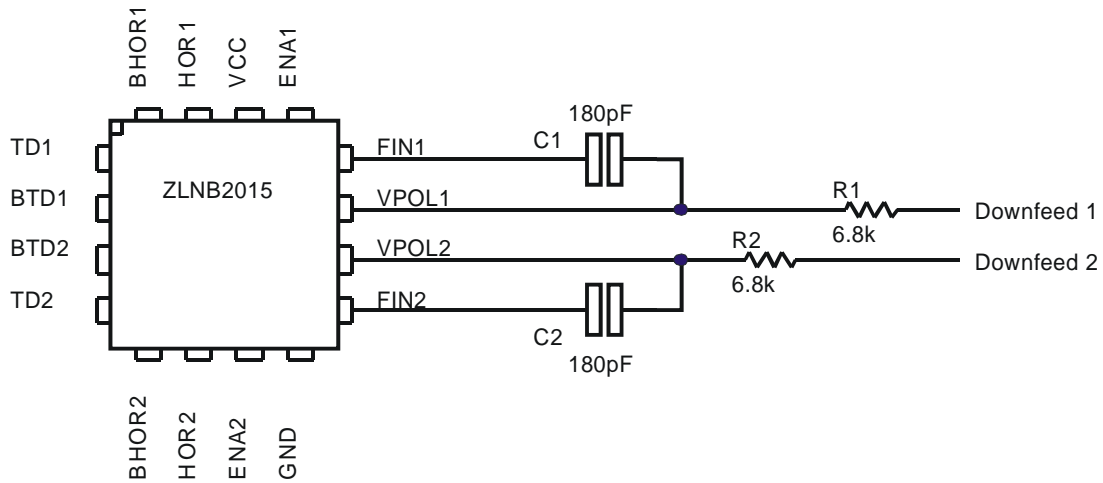 BHOR1
HOR1
VCC
ENA1
180pF
C1
TD1
FIN1
ZLNB2015
R1
BTD1
VPOL1
Downfeed 1
6.8k
R2
BTD2
VPOL2
Downfeed 2
6.8k
TD2
FIN2
C2
180pF
BHOR2
HOR2
ENA2
GND